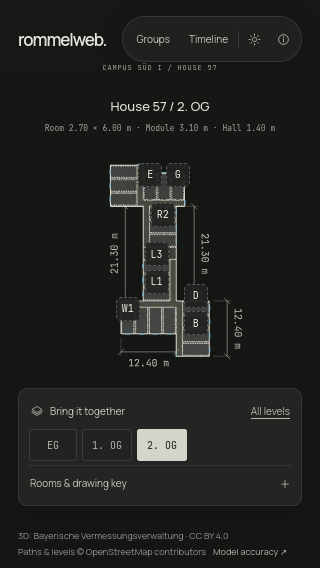 rommelweb.
Groups Timeline
CAMPUS SÜD I / HOUSE 57
House 57 / 2. OG
Room 2.70 × 6.00 m · Module 3.10 m · Hall 1.40 m
E G
R2
21.30 m
21.30 m
L3
L1
D
W1
B
12.40 m
12.40 m
Bring it together All levels
EG 1. OG 2. OG
Rooms & drawing key +
3D: Bayerische Vermessungsverwaltung · CC BY 4.0
Paths & levels © OpenStreetMap contributors Model accuracy ↗